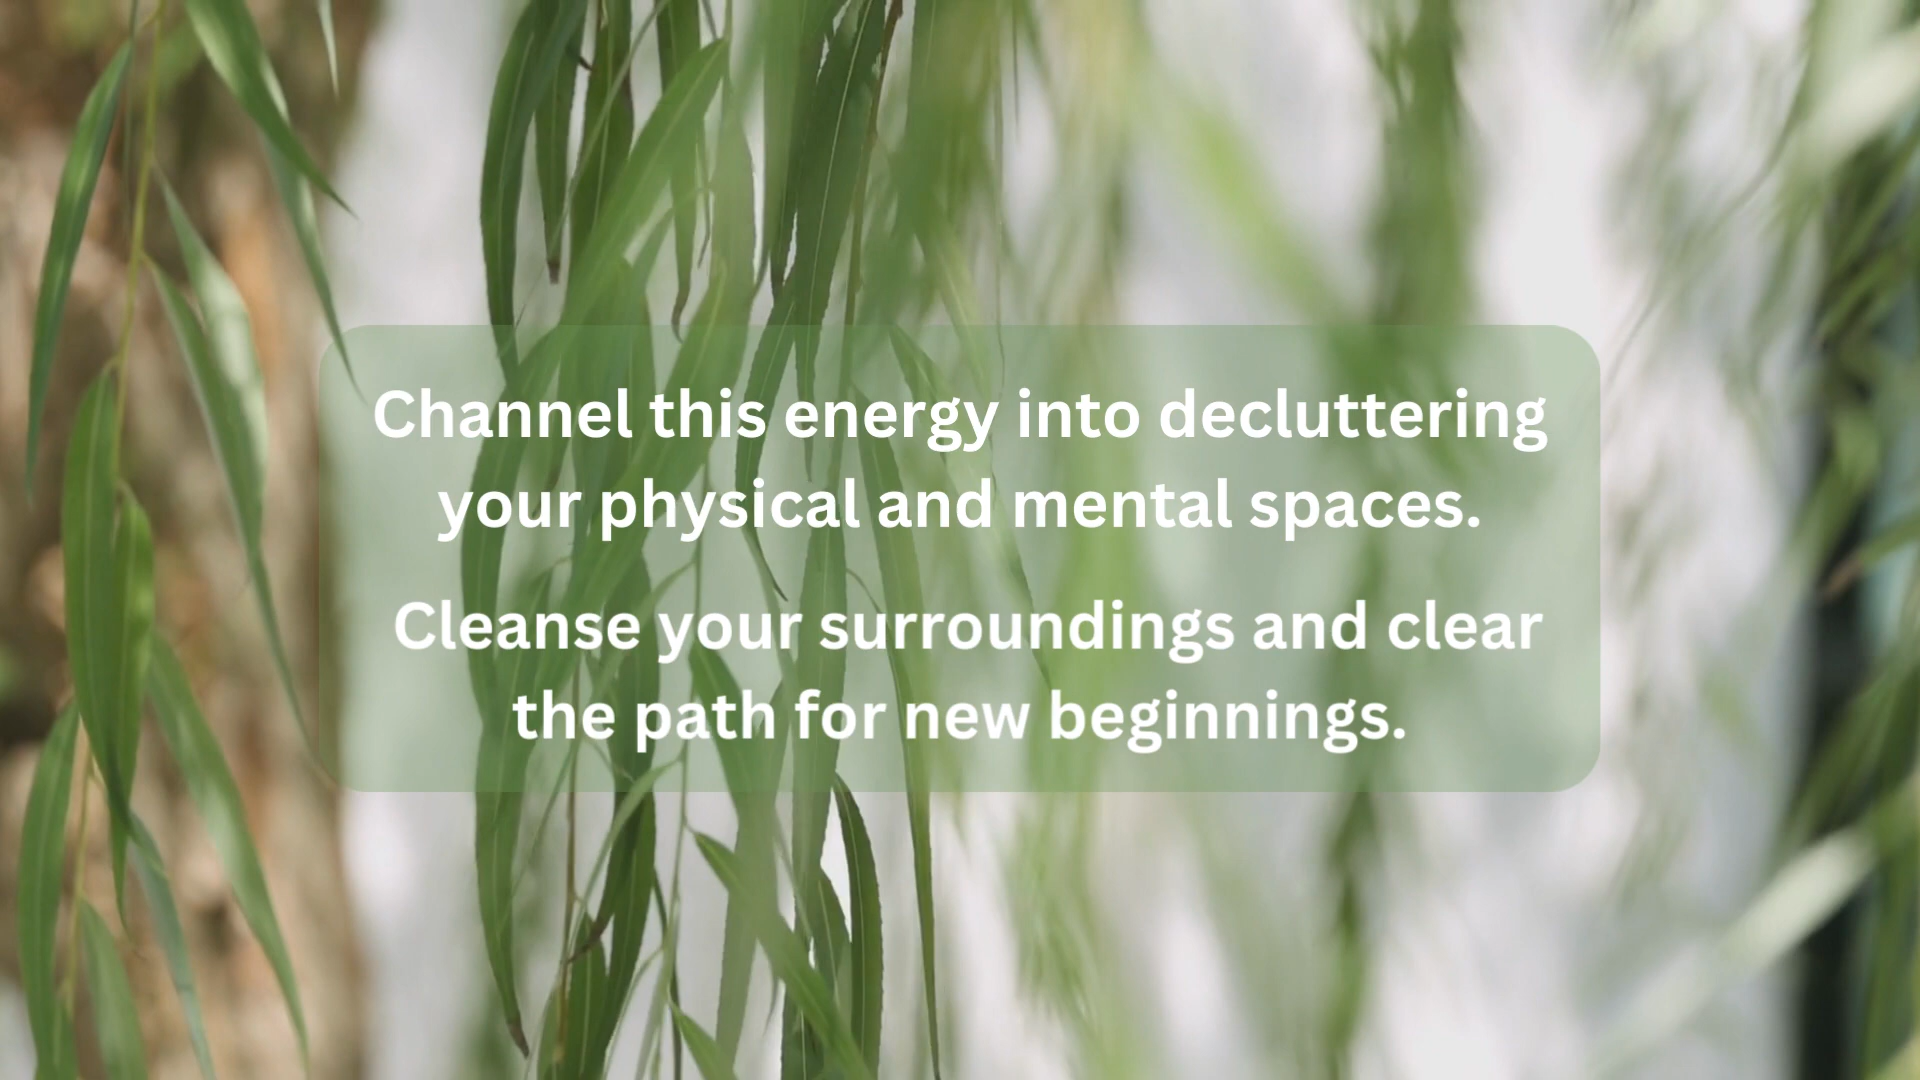 Channel this energy into decluttering
your physical and mental spaces.
Cleanse your surroundings and clear
the path for new beginnings.